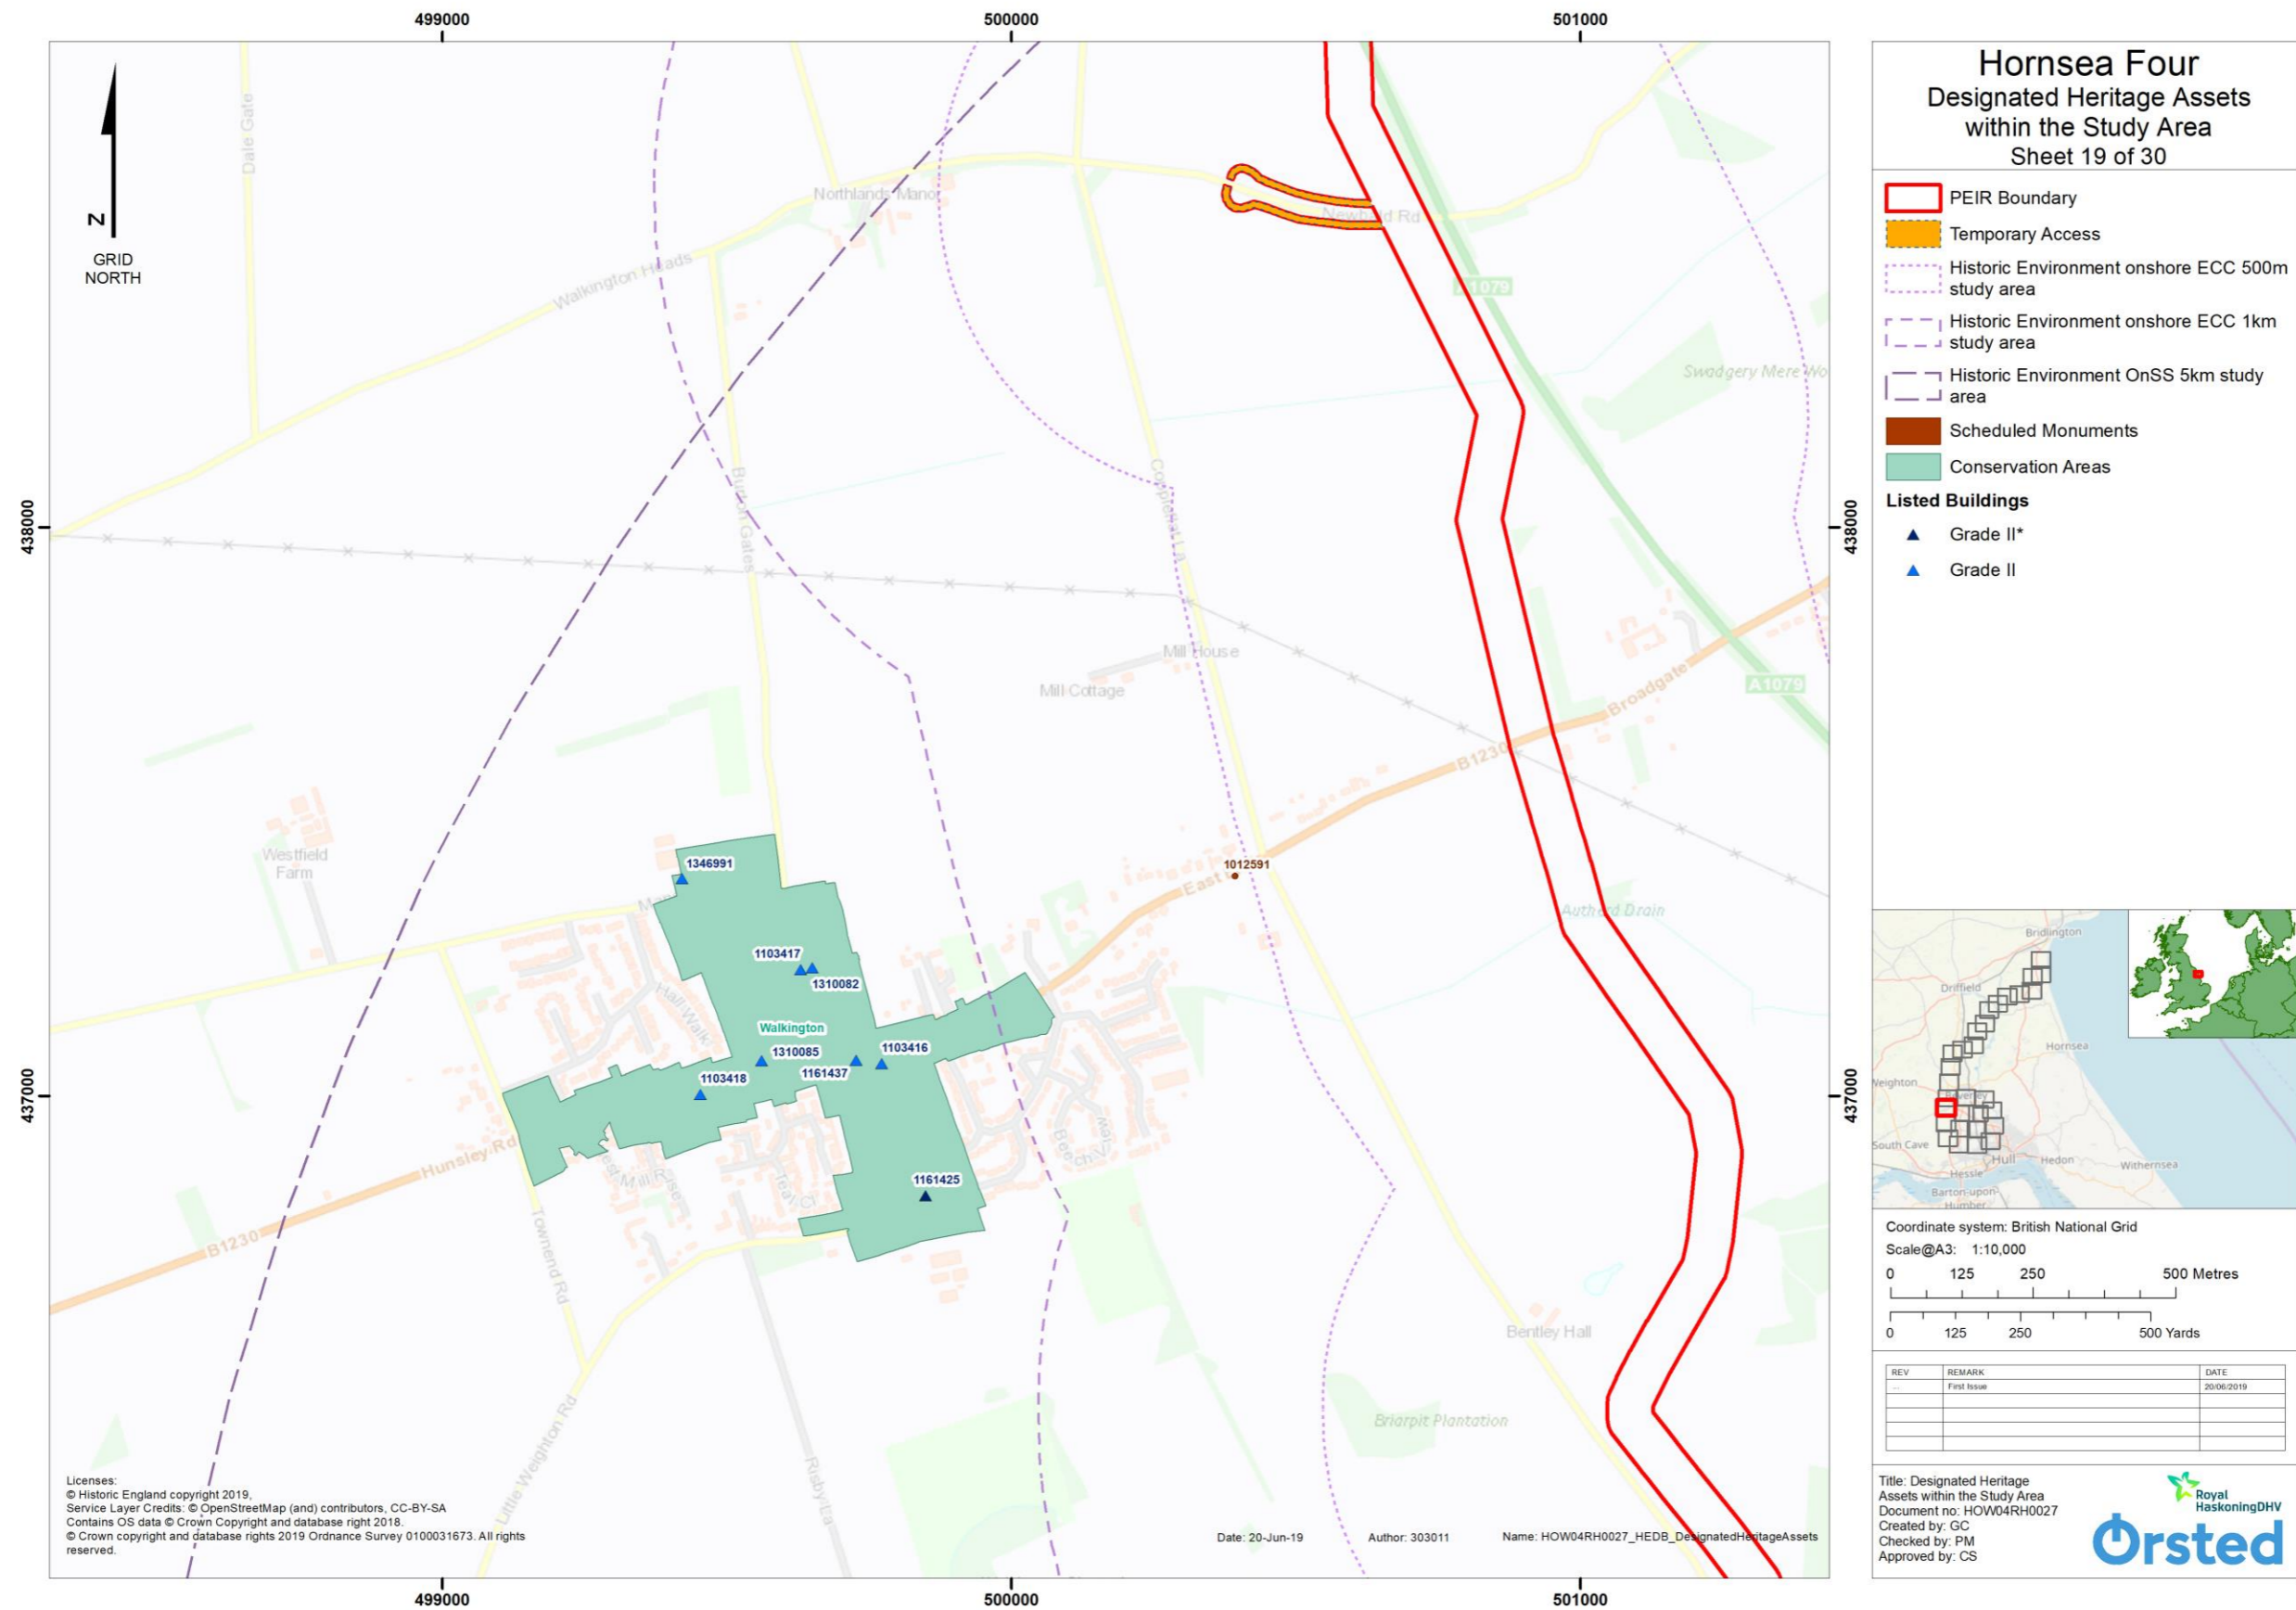 499000
500000
501000
N
GRID
NORTH
Dale Gate
Northlands Manor
Walkington Heads
Newbald Rd
A1079
Swadgery Mere Wo
Burton Gates
Coppleflat La
438000
438000
Mill House
Mill Cottage
Broadgate
A1079
B1230
Westfield
Farm
1346991
1012591
East
Autherd Drain
1103417
1310082
Hall Walk
Walkington
1310085
1103416
1161437
1103418
437000
437000
Hunsley Rd
Beech V
Mill Rise
1161425
B1230
Townend Rd
Bentley Hall
Little Weighton Rd
Risby La
Briarpit Plantation
Licenses:
© Historic England copyright 2019,
Service Layer Credits: © OpenStreetMap (and) contributors, CC-BY-SA
Contains OS data © Crown Copyright and database right 2018.
© Crown copyright and database rights 2019 Ordnance Survey 0100031673. All rights
reserved.
Date: 20-Jun-19
Author: 303011
Name: HOW04RH0027_HEDB_DesignatedHeritageAssets
499000
500000
501000
Hornsea Four
Designated Heritage Assets
within the Study Area
Sheet 19 of 30
PEIR Boundary
Temporary Access
Historic Environment onshore ECC 500m
study area
Historic Environment onshore ECC 1km
study area
Historic Environment OnSS 5km study
area
Scheduled Monuments
Conservation Areas
Listed Buildings
Grade II*
Grade II
Bridlington
Driffield
Hornsea
Weighton
Beverley
South Cave
Hull
Hedon
Withernsea
Hessle
Barton-upon-
Humber
Coordinate system: British National Grid
Scale@A3: 1:10,000
0 125 250 500 Metres
0 125 250 500 Yards
REV REMARK DATE
-- First Issue 20/06/2019
Title: Designated Heritage
Assets within the Study Area
Document no: HOW04RH0027
Created by: GC
Checked by: PM
Approved by: CS
Royal
HaskoningDHV
Orsted